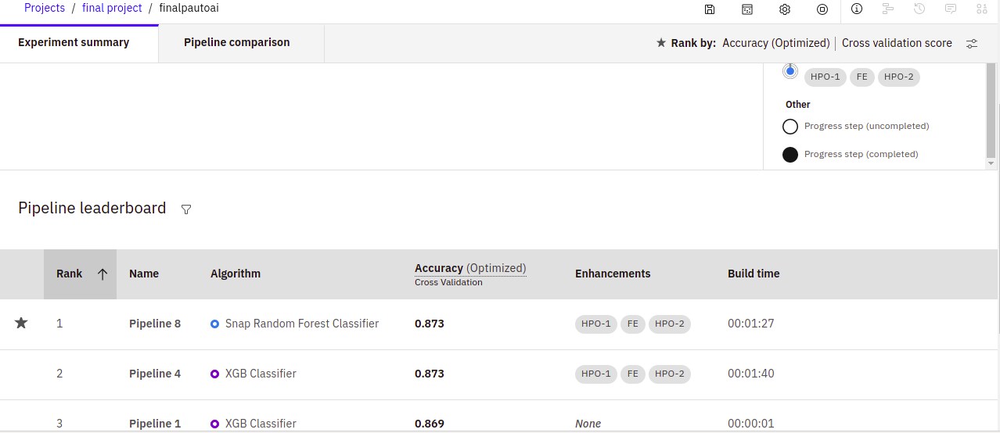 Projects / final project / finalpautoai
Experiment summary Pipeline comparison Rank by: Accuracy (Optimized) | Cross validation score
HPO-1 FE HPO-2
Other
Progress step (uncompleted)
Progress step (completed)
Pipeline leaderboard
Rank Name Algorithm Accuracy (Optimized) Enhancements Build time
Cross Validation
1 Pipeline 8 Snap Random Forest Classifier 0.873 HPO-1 FE HPO-2 00:01:27
2 Pipeline 4 XGB Classifier 0.873 HPO-1 FE HPO-2 00:01:40
3 Pipeline 1 XGB Classifier 0.869 None 00:00:01